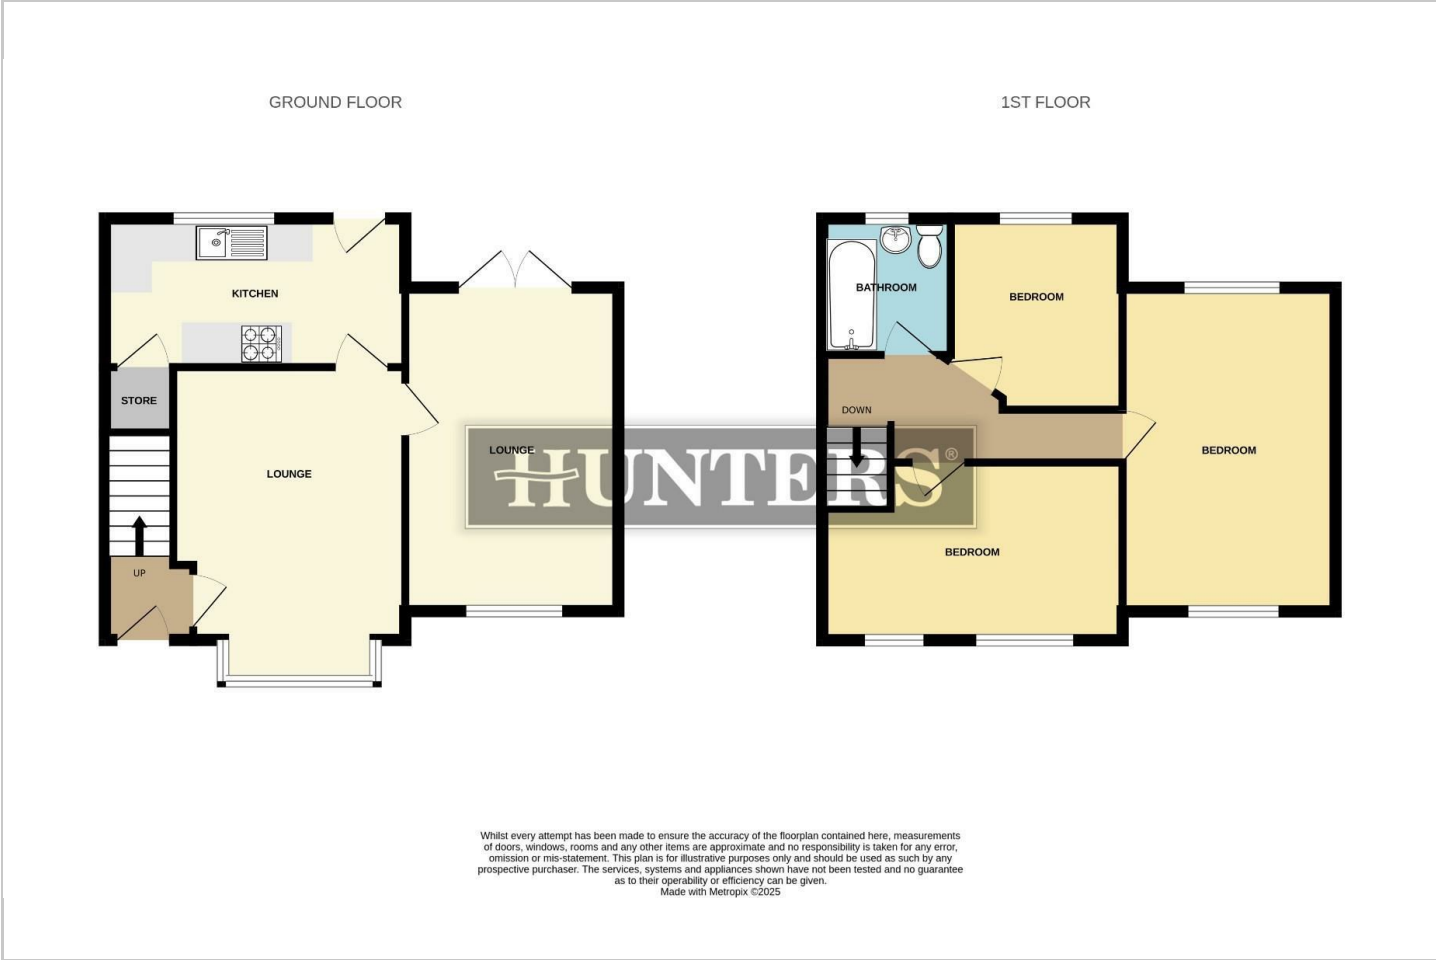 GROUND FLOOR
1ST FLOOR
KITCHEN
STORE
LOUNGE
UP
LOUNGE
BATHROOM
BEDROOM
DOWN
BEDROOM
BEDROOM
HUNTERS®
Whilst every attempt has been made to ensure the accuracy of the floorplan contained here, measurements
of doors, windows, rooms and any other items are approximate and no responsibility is taken for any error,
omission or mis-statement. This plan is for illustrative purposes only and should be used as such by any
prospective purchaser. The services, systems and appliances shown have not been tested and no guarantee
as to their operability or efficiency can be given.
Made with Metropix ©2025